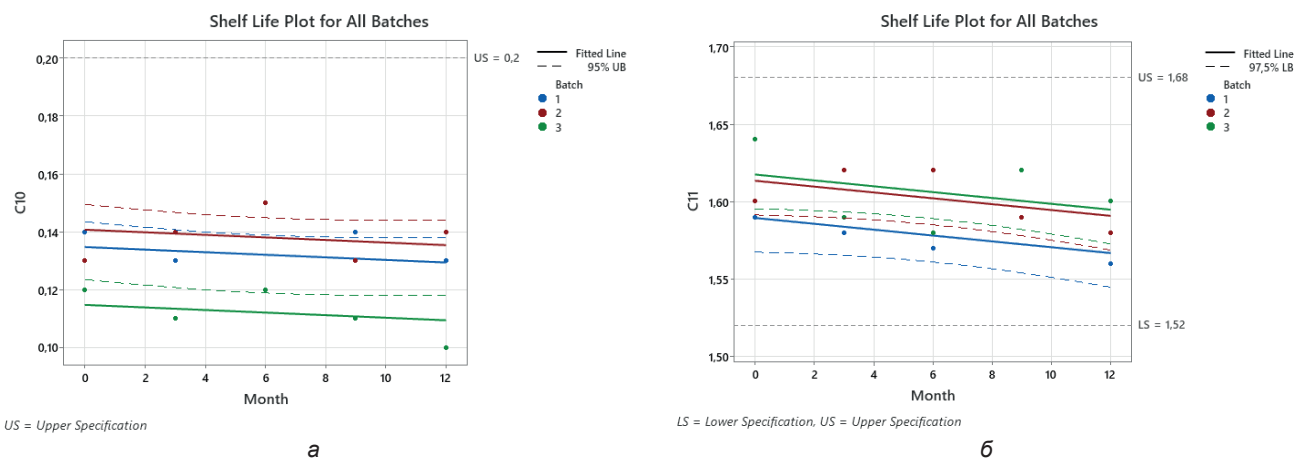 Shelf Life Plot for All Batches
0,20
0,18
0,16
0,14
0,12
0,10
C10
0 2 4 6 8 10 12
Month
US = 0,2
Fitted Line
95% UB
Batch
1
2
3
US = Upper Specification
а
Shelf Life Plot for All Batches
1,70
1,65
1,60
1,55
1,50
C11
0 2 4 6 8 10 12
Month
US = 1,68
LS = 1,52
Fitted Line
97,5% LB
Batch
1
2
3
LS = Lower Specification, US = Upper Specification
б